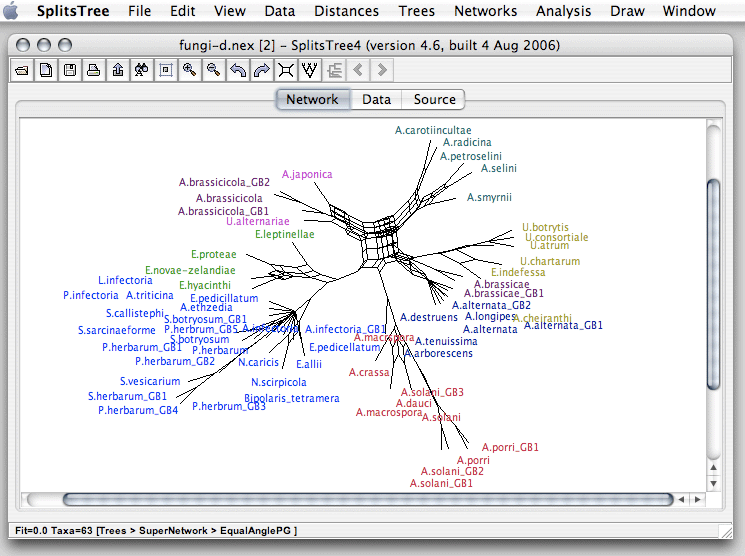 SplitsTree File Edit View Data Distances Trees Networks Analysis Draw Window
fungi-d.nex [2] – SplitsTree4 (version 4.6, built 4 Aug 2006)
Network Data Source
A.carotiincultae
A.radicina
A.petroselini
A.selini
A.smyrnii
A.japonica
A.brassicicola_GB2
A.brassicicola
A.brassicicola_GB1
U.alternariae
E.leptinellae
E.proteae
E.novae-zelandiae
E.hyacinthi
L.infectoria
P.infectoria A.triticina
E.pedicillatum
A.ethzedia
S.callistephi
S.botryosum_GB1
S.sarcinaeforme
P.herbrum_GB5
A.infectoria_GB1
S.botryosum
P.herbarum_GB1
P.herbarum
E.pedicellatum
P.herbarum_GB2
N.caricis
E.allii
S.vesicarium
N.scirpicola
S.herbarum_GB1
Bipolaris_tetramera
P.herbarum_GB4
P.herbrum_GB3
U.botrytis
U.consortiale
U.atrum
U.chartarum
E.indefessa
A.brassicae
A.brassicae_GB1
A.alternata_GB2
A.destruens
A.longipes
A.cheiranthi
A.alternata
A.alternata_GB1
A.tenuissima
A.arborescens
A.macrospora
A.crassa
A.solani_GB3
A.dauci
A.macrospora
A.solani
A.porri_GB1
A.porri
A.solani_GB2
A.solani_GB1
Fit=0.0 Taxa=63 [Trees > SuperNetwork > EqualAnglePG ]